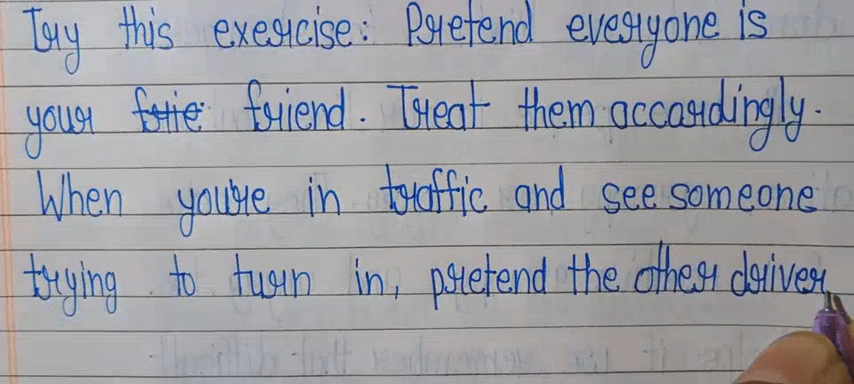 Try this exercise: Pretend everyone is
your frie friend. Treat them accordingly.
When you're in traffic and see someone
trying to turn in, pretend the other driver